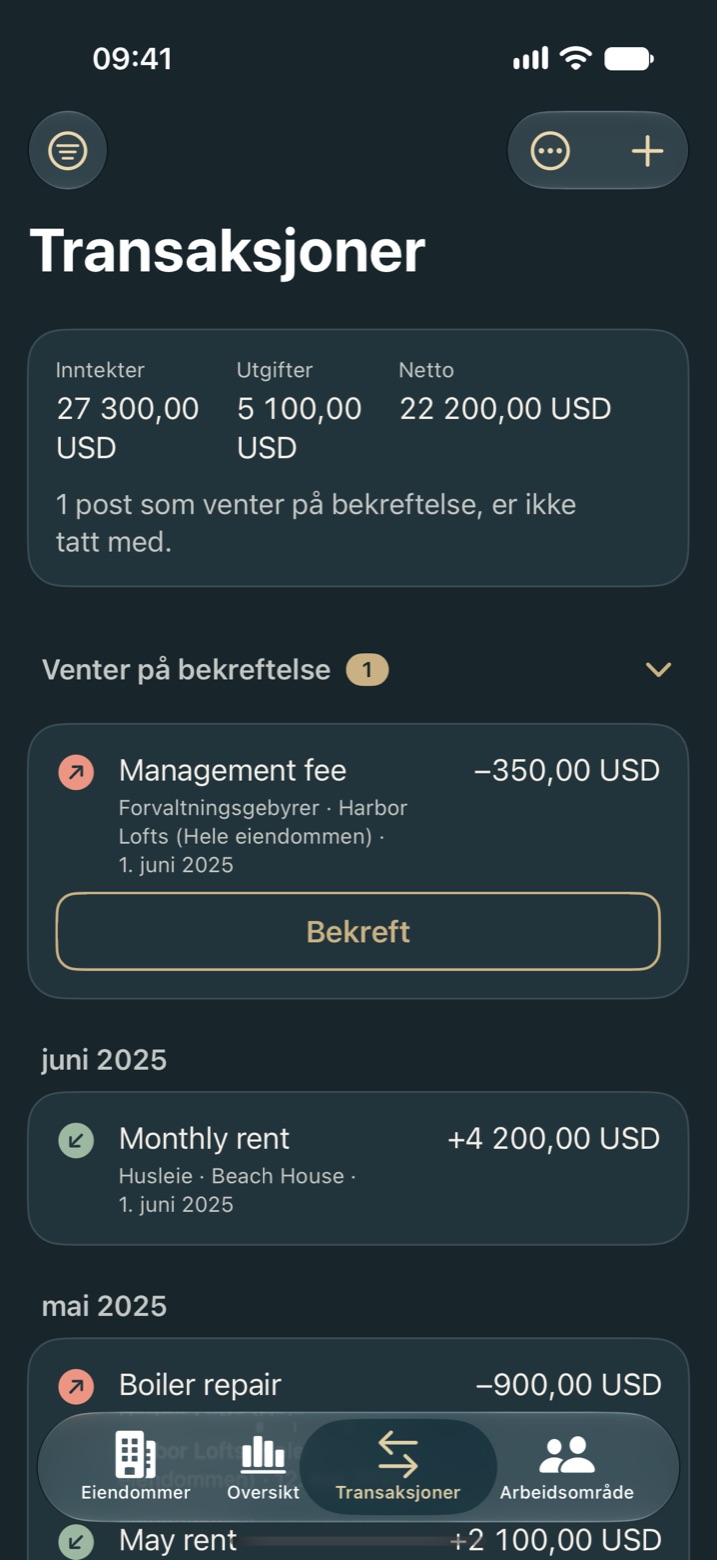 09:41
Transaksjoner
Inntekter Utgifter Netto
27 300,00 5 100,00 22 200,00 USD
USD USD
1 post som venter på bekreftelse, er ikke
tatt med.
Venter på bekreftelse 1
Management fee −350,00 USD
Forvaltningsgebyrer · Harbor
Lofts (Hele eiendommen) ·
1. juni 2025
Bekreft
juni 2025
Monthly rent +4 200,00 USD
Husleie · Beach House ·
1. juni 2025
mai 2025
Boiler repair −900,00 USD
Eiendommer Oversikt Transaksjoner Arbeidsområde
May rent +2 100,00 USD